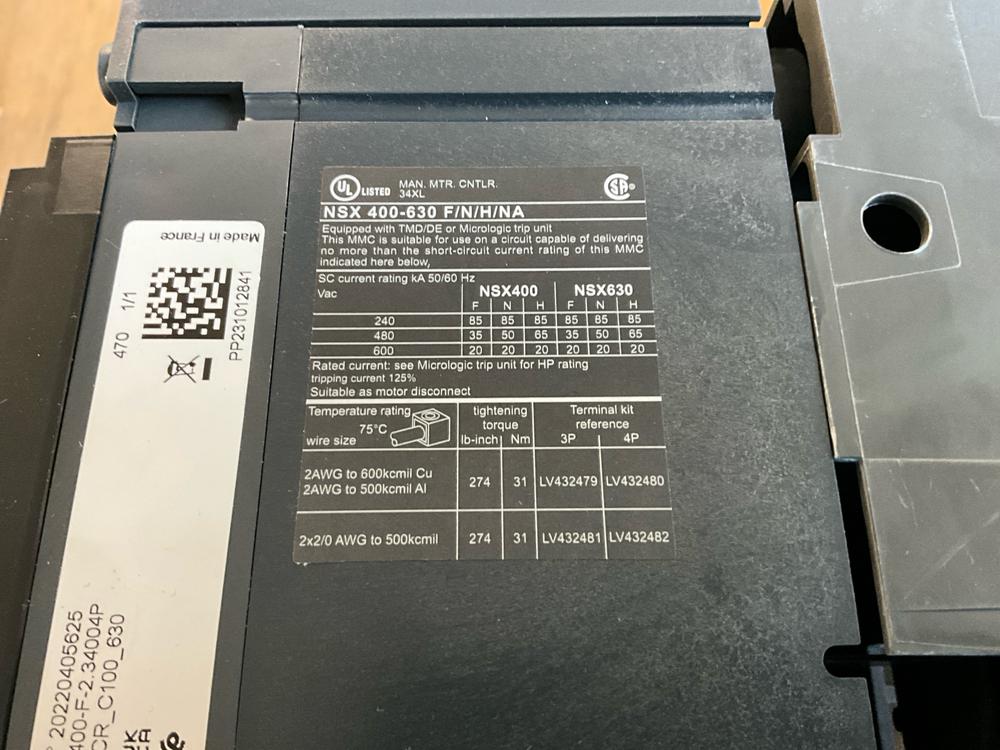 UL LISTED MAN. MTR. CNTLR.
34XL
SA
NSX 400-630 F/N/H/NA
Equipped with TMD/DE or Micrologic trip unit
This MMC is suitable for use on a circuit capable of delivering
no more than the short-circuit current rating of this MMC
indicated here below,
SC current rating kA 50/60 Hz
Vac NSX400 NSX630
F N H F N H
240 85 85 85 85 85 85
480 35 50 65 35 50 65
600 20 20 20 20 20 20
Rated current: see Micrologic trip unit for HP rating
tripping current 125%
Suitable as motor disconnect
Temperature rating
75°C
wire size
tightening
torque
lb-inch Nm
Terminal kit
reference
3P 4P
2AWG to 600kcmil Cu
2AWG to 500kcmil Al
274 31 LV432479 LV432480
2x2/0 AWG to 500kcmil 274 31 LV432481 LV432482
Made in France
470 1/1
PP231012841
20220405625
400-F-2.34004P
CR_C100_630
UK
CA